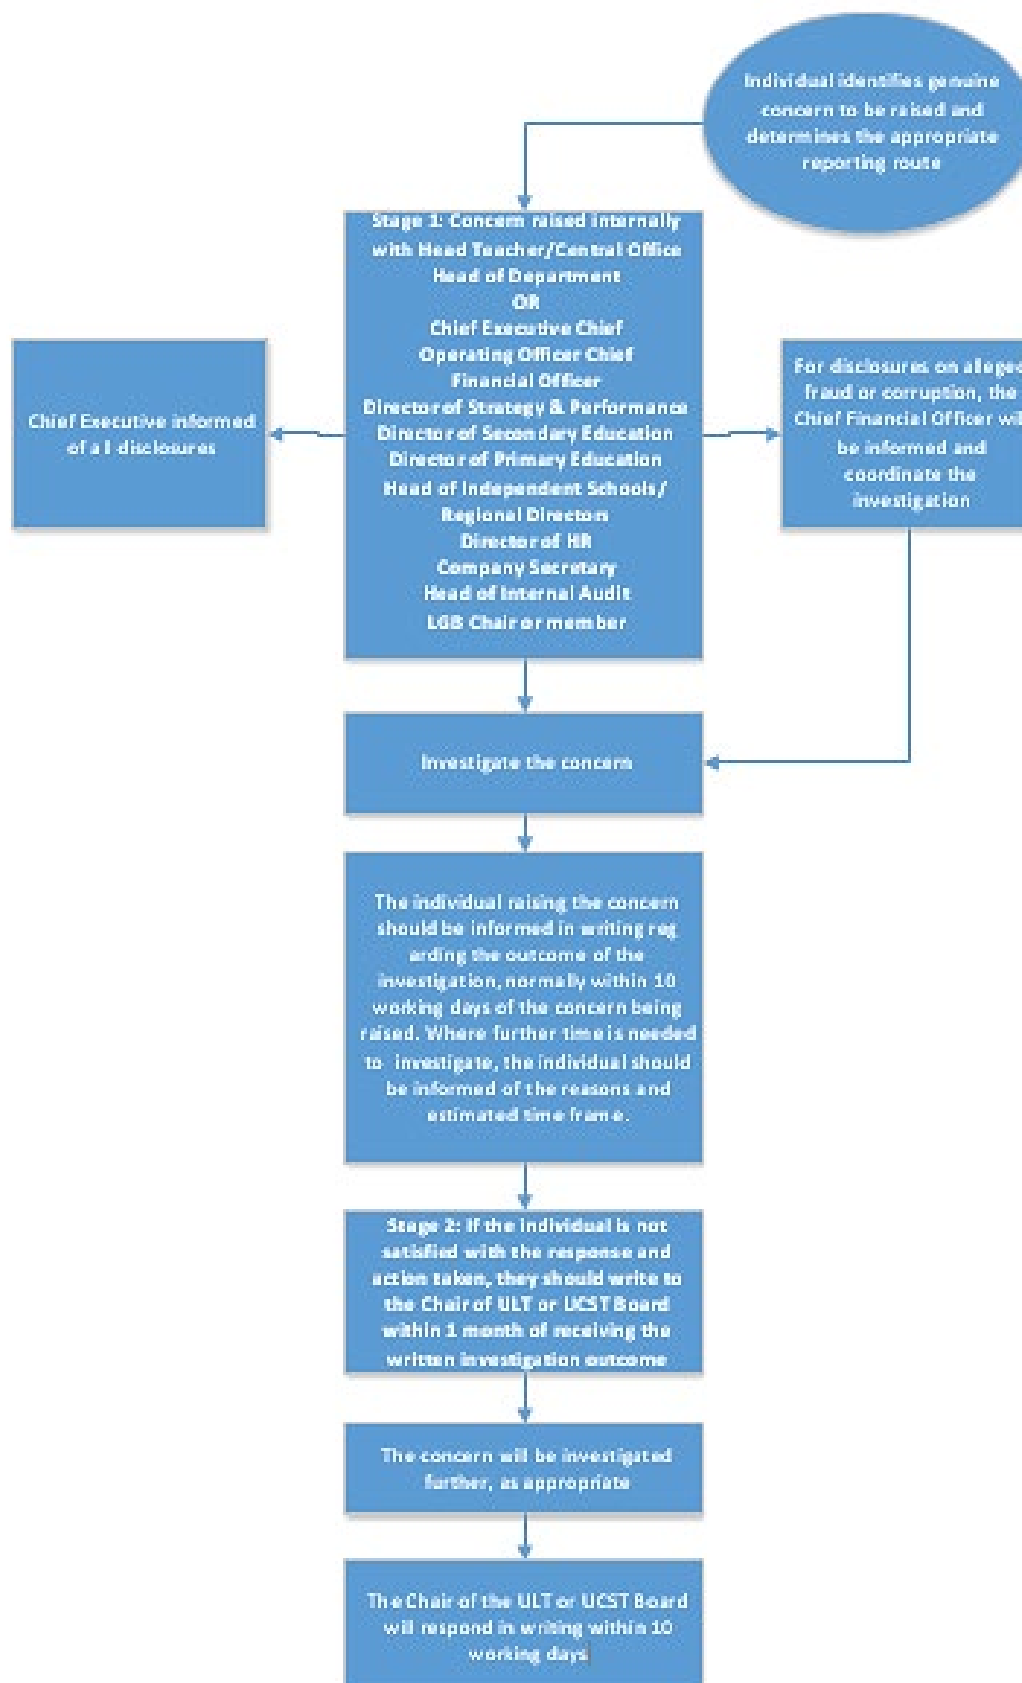 Individual identifies genuine
concern to be raised and
determines the appropriate
reporting route
Stage 1: Concern raised internally
with Head Teacher/Central Office
Head of Department
OR
Chief Executive Chief
Operating Officer Chief
Financial Officer
Director of Strategy & Performance
Director of Secondary Education
Director of Primary Education
Head of Independent Schools/
Regional Directors
Director of HR
Company Secretary
Head of Internal Audit
LGB Chair or member
Chief Executive informed
of all disclosures
For disclosures on alleged
fraud or corruption, the
Chief Financial Officer will
be informed and
coordinate the
investigation
Investigate the concern
The individual raising the concern
should be informed in writing reg
arding the outcome of the
investigation, normally within 10
working days of the concern being
raised. Where further time is needed
to investigate, the individual should
be informed of the reasons and
estimated time frame.
Stage 2: If the individual is not
satisfied with the response and
action taken, they should write to
the Chair of ULT or UCST Board
within 1 month of receiving the
written investigation outcome
The concern will be investigated
further, as appropriate
The Chair of the ULT or UCST Board
will respond in writing within 10
working days